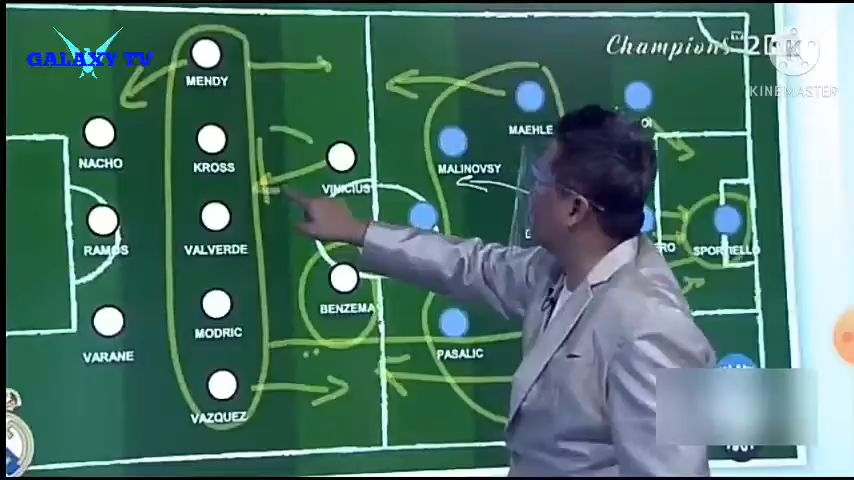 GALAXY TV
Champions
KINEMASTER
MENDY
NACHO
KROSS
VINICIUS
MAEHLE
MALINOVSY
RAMOS
VALVERDE
BENZEMA
SPORTIELLO
VARANE
MODRIC
PASALIC
VAZQUEZ